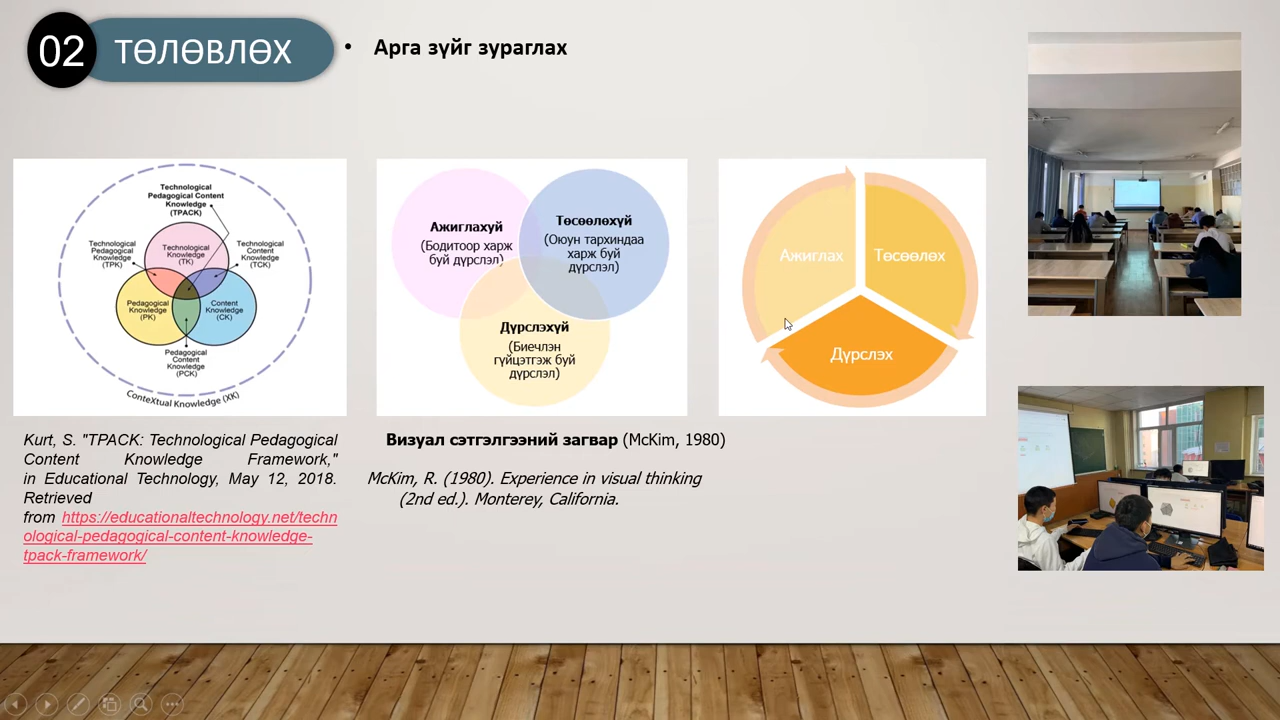 02
ТӨЛӨВЛӨХ
• Арга зүйг зураглах
Technological
Pedagogical Content
Knowledge
(TPACK)
Technological
Pedagogical
Knowledge
(TPK)
Technological
Knowledge
(TK)
Technological
Content
Knowledge
(TCK)
Pedagogical
Knowledge
(PK)
Content
Knowledge
(CK)
Pedagogical
Content
Knowledge
(PCK)
ConteXtual Knowledge (XK)
Kurt, S. "TPACK: Technological Pedagogical
Content Knowledge Framework,"
in Educational Technology, May 12, 2018.
Retrieved
from https://educationaltechnology.net/techn
ological-pedagogical-content-knowledge-
tpack-framework/
Ажиглахуй
(Бодитоор харж
буй дүрслэл)
Төсөөлөхүй
(Оюун тархиндаа
харж буй
дүрслэл)
Дүрслэхүй
(Биечлэн
гүйцэтгэж буй
дүрслэл)
Визуал сэтгэлгээний загвар (McKim, 1980)
McKim, R. (1980). Experience in visual thinking
(2nd ed.). Monterey, California.
Ажиглах
Төсөөлөх
Дүрслэх